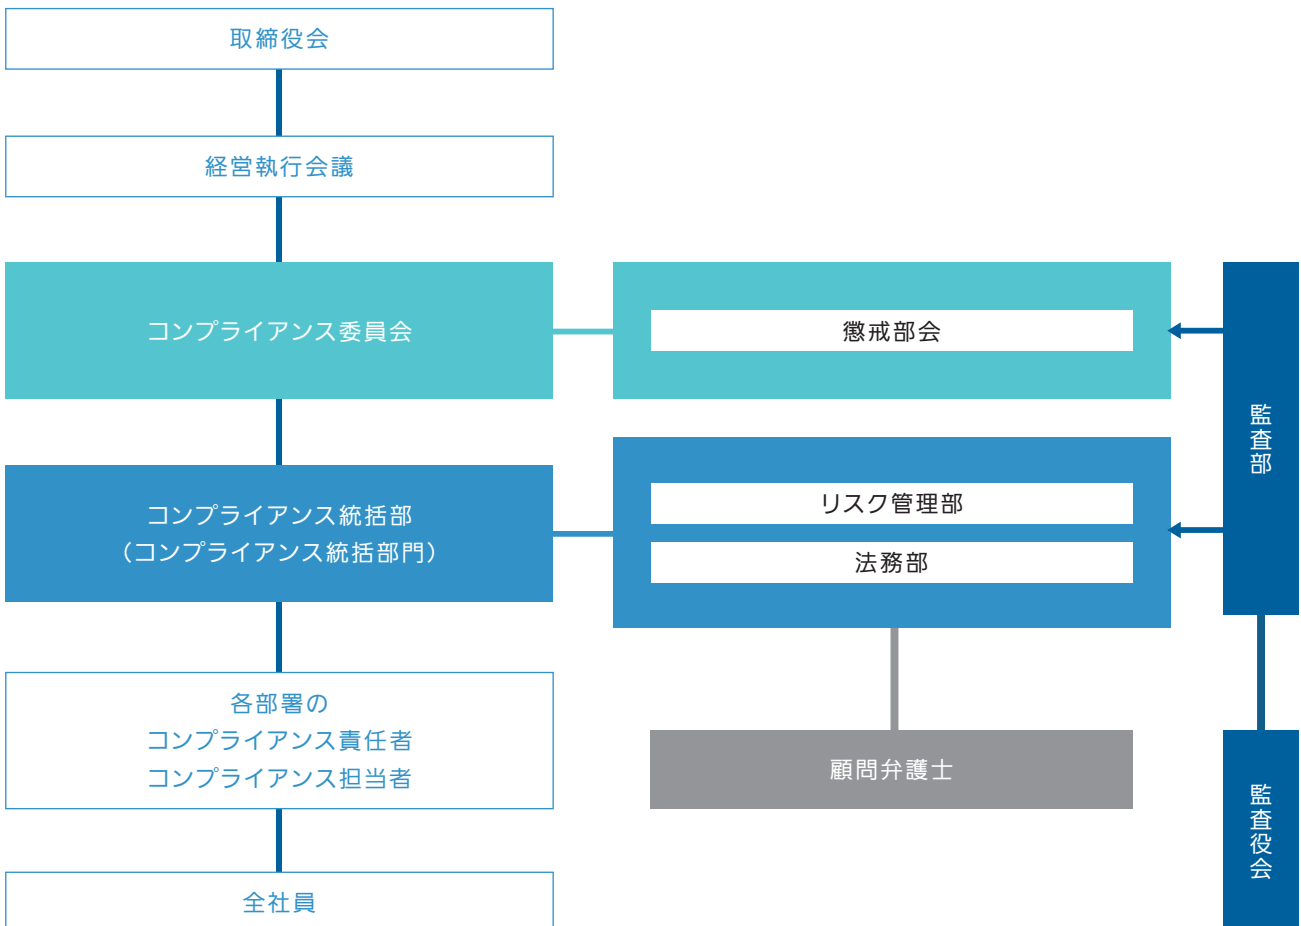 取締役会
経営執行会議
コンプライアンス委員会
懲戒部会
監査部
コンプライアンス統括部
（コンプライアンス統括部門）
リスク管理部
法務部
各部署の
コンプライアンス責任者
コンプライアンス担当者
顧問弁護士
監査役会
全社員